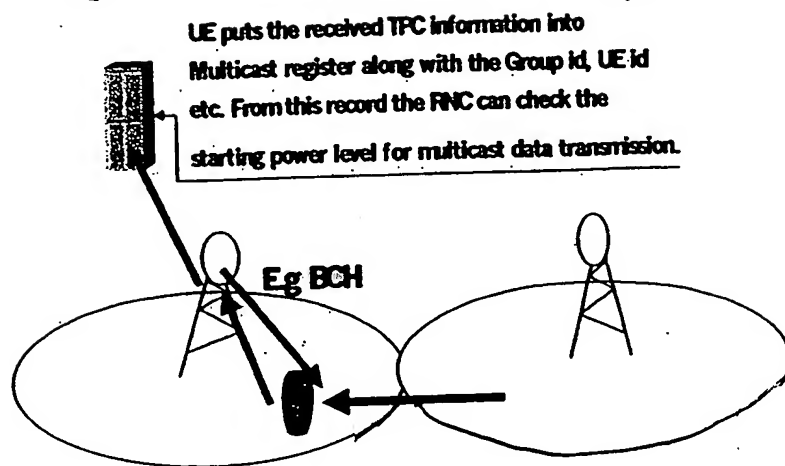 UE puts the received TPC information into
Multicast register along with the Group id, UE id
etc. From this record the RNC can check the
starting power level for multicast data transmission.
E.g BCH